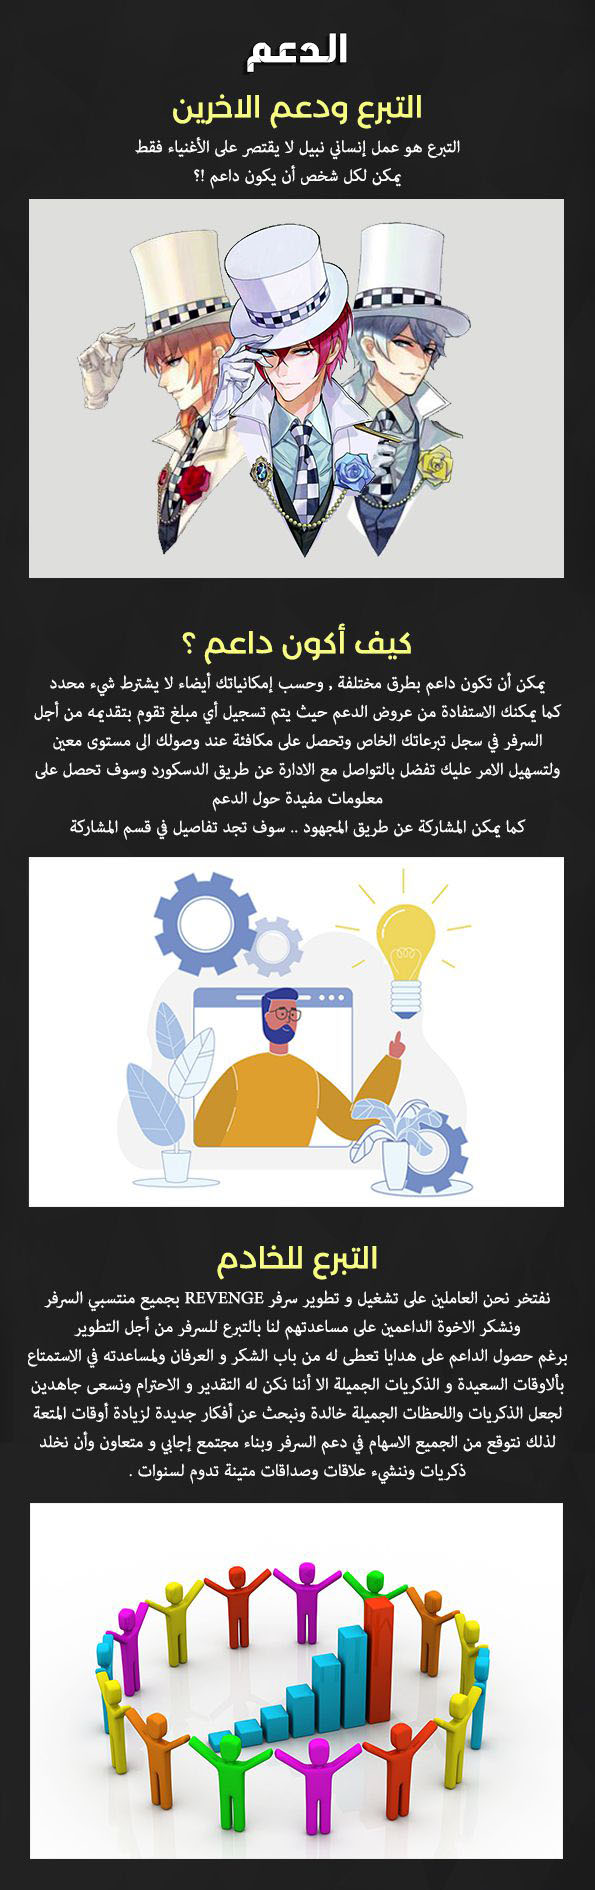 الدعم
التبرع ودعم الاخرين
التبرع هو عمل إنساني نبيل لا يقتصر على الأغنياء فقط
يمكن لكل شخص أن يكون داعم !؟
كيف أكون داعم ؟
يمكن أن تكون داعم بطرق مختلفة , وحسب إمكانياتك أيضاء لا يشترط شيء محدد
كما يمكنك الاستفادة من عروض الدعم حيث يتم تسجيل أي مبلغ تقوم بتقديمه من أجل
السرفر في سجل تبرعاتك الخاص وتحصل على مكافئة عند وصولك الى مستوى معين
ولتسهيل الامر عليك تفضل بالتواصل مع الادارة عن طريق الدسكورد وسوف تحصل على
معلومات مفيدة حول الدعم
كما يمكن المشاركة عن طريق المجهود .. سوف تجد تفاصيل في قسم المشاركة
التبرع للخادم
نفتخر نحن العاملين على تشغيل و تطوير سرفر REVENGE بجميع منتسبي السرفر
ونشكر الاخوة الداعمين على مساعدتهم لنا بالتبرع للسرفر من أجل التطوير
برغم حصول الداعم على هدايا تعطى له من باب الشكر و العرفان ولمساعدته في الاستمتاع
بألاوقات السعيدة و الذكريات الجميلة الا أننا نكن له التقدير و الاحترام ونسعى جاهدين
لجعل الذكريات واللحظات الجميلة خالدة ونبحث عن أفكار جديدة لزيادة أوقات المتعة
لذلك نتوقع من الجميع الاسهام في دعم السرفر وبناء مجتمع إجابي و متعاون وأن نخلد
ذكريات وننشيء علاقات وصداقات متينة تدوم لسنوات .